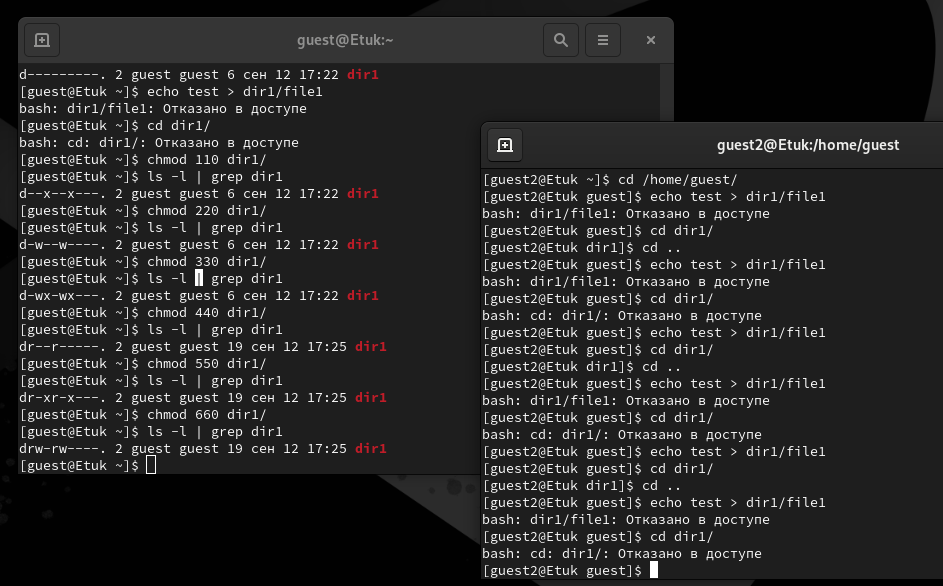 guest@Etuk:~
d---------. 2 guest guest 6 сен 12 17:22 dir1
[guest@Etuk ~]$ echo test > dir1/file1
bash: dir1/file1: Отказано в доступе
[guest@Etuk ~]$ cd dir1/
bash: cd: dir1/: Отказано в доступе
[guest@Etuk ~]$ chmod 110 dir1/
[guest@Etuk ~]$ ls -l | grep dir1
d--x--x---. 2 guest guest 6 сен 12 17:22 dir1
[guest@Etuk ~]$ chmod 220 dir1/
[guest@Etuk ~]$ ls -l | grep dir1
d-w--w----. 2 guest guest 6 сен 12 17:22 dir1
[guest@Etuk ~]$ chmod 330 dir1/
[guest@Etuk ~]$ ls -l | grep dir1
d-wx-wx---. 2 guest guest 6 сен 12 17:22 dir1
[guest@Etuk ~]$ chmod 440 dir1/
[guest@Etuk ~]$ ls -l | grep dir1
dr--r-----. 2 guest guest 19 сен 12 17:25 dir1
[guest@Etuk ~]$ chmod 550 dir1/
[guest@Etuk ~]$ ls -l | grep dir1
dr-xr-x---. 2 guest guest 19 сен 12 17:25 dir1
[guest@Etuk ~]$ chmod 660 dir1/
[guest@Etuk ~]$ ls -l | grep dir1
drw-rw----. 2 guest guest 19 сен 12 17:25 dir1
[guest@Etuk ~]$
guest2@Etuk:/home/guest
[guest2@Etuk ~]$ cd /home/guest/
[guest2@Etuk guest]$ echo test > dir1/file1
bash: dir1/file1: Отказано в доступе
[guest2@Etuk guest]$ cd dir1/
[guest2@Etuk dir1]$ cd ..
[guest2@Etuk guest]$ echo test > dir1/file1
bash: dir1/file1: Отказано в доступе
[guest2@Etuk guest]$ cd dir1/
bash: cd: dir1/: Отказано в доступе
[guest2@Etuk guest]$ echo test > dir1/file1
[guest2@Etuk guest]$ cd dir1/
[guest2@Etuk dir1]$ cd ..
[guest2@Etuk guest]$ echo test > dir1/file1
bash: dir1/file1: Отказано в доступе
[guest2@Etuk guest]$ cd dir1/
bash: cd: dir1/: Отказано в доступе
[guest2@Etuk guest]$ echo test > dir1/file1
[guest2@Etuk guest]$ cd dir1/
[guest2@Etuk dir1]$ cd ..
[guest2@Etuk guest]$ echo test > dir1/file1
bash: dir1/file1: Отказано в доступе
[guest2@Etuk guest]$ cd dir1/
bash: cd: dir1/: Отказано в доступе
[guest2@Etuk guest]$